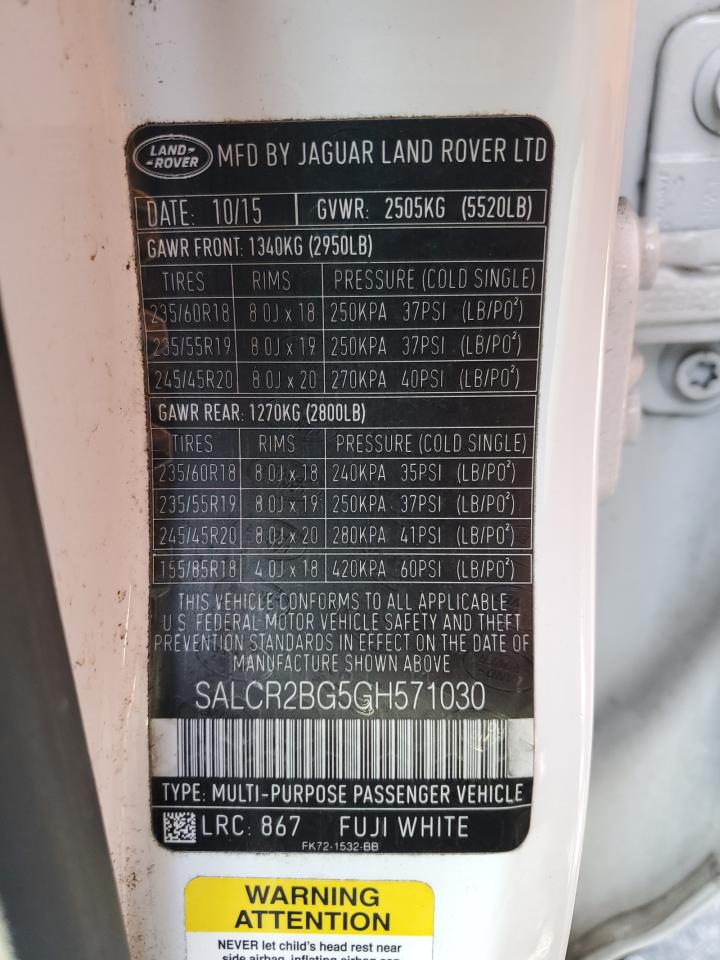 LAND-
-ROVER
MFD BY JAGUAR LAND ROVER LTD
DATE: 10/15 GVWR: 2505KG (5520LB)
GAWR FRONT: 1340KG (2950LB)
TIRES RIMS PRESSURE (COLD SINGLE)
235/60R18 8.0J x 18 250KPA 37PSI (LB/PO²)
235/55R19 8.0J x 19 250KPA 37PSI (LB/PO²)
245/45R20 8.0J x 20 270KPA 40PSI (LB/PO²)
GAWR REAR: 1270KG (2800LB)
TIRES RIMS PRESSURE (COLD SINGLE)
235/60R18 8.0J x 18 240KPA 35PSI (LB/PO²)
235/55R19 8.0J x 19 250KPA 37PSI (LB/PO²)
245/45R20 8.0J x 20 280KPA 41PSI (LB/PO²)
155/85R18 4.0J x 18 420KPA 60PSI (LB/PO²)
THIS VEHICLE CONFORMS TO ALL APPLICABLE
U.S. FEDERAL MOTOR VEHICLE SAFETY AND THEFT
PREVENTION STANDARDS IN EFFECT ON THE DATE OF
MANUFACTURE SHOWN ABOVE
SALCR2BG5GH571030
TYPE: MULTI-PURPOSE PASSENGER VEHICLE
LRC: 867 FUJI WHITE
FK72-1532-BB
WARNING
ATTENTION
NEVER let child's head rest near
side airbag, inflating airbag can